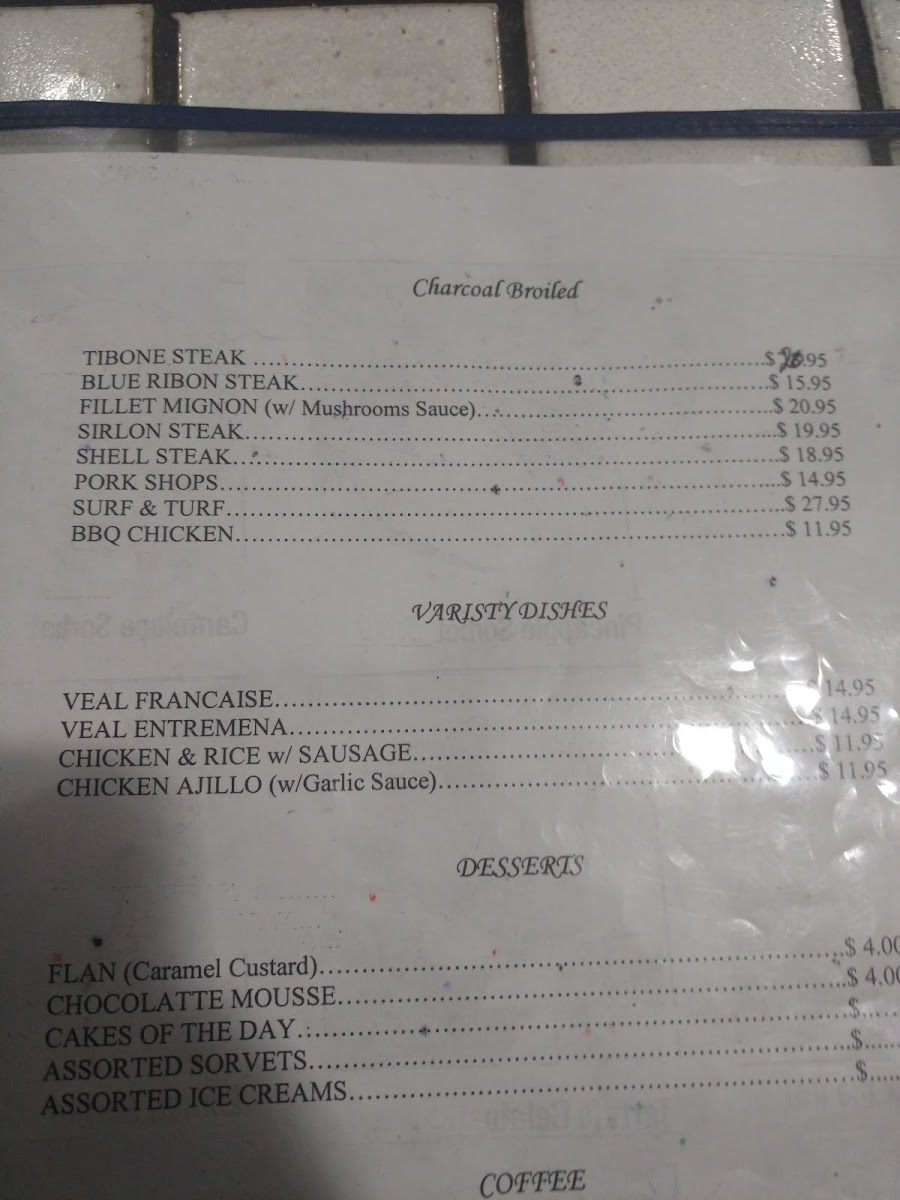 Charcoal Broiled
TIBONE STEAK ........................................................$ 20.95
BLUE RIBON STEAK........................................................$ 15.95
FILLET MIGNON (w/ Mushrooms Sauce)........................................$ 20.95
SIRLON STEAK........................................................$ 19.95
SHELL STEAK........................................................$ 18.95
PORK SHOPS........................................................$ 14.95
SURF & TURF........................................................$ 27.95
BBQ CHICKEN........................................................$ 11.95
VARISTY DISHES
VEAL FRANCAISE........................................................$ 14.95
VEAL ENTREMENA........................................................$ 14.95
CHICKEN & RICE w/ SAUSAGE........................................$ 11.95
CHICKEN AJILLO (w/Garlic Sauce)........................................$ 11.95
DESSERTS
FLAN (Caramel Custard)........................................................$ 4.00
CHOCOLATTE MOUSSE........................................................$ 4.00
CAKES OF THE DAY........................................................$.....
ASSORTED SORVETS........................................................$.....
ASSORTED ICE CREAMS........................................................$.....
COFFEE